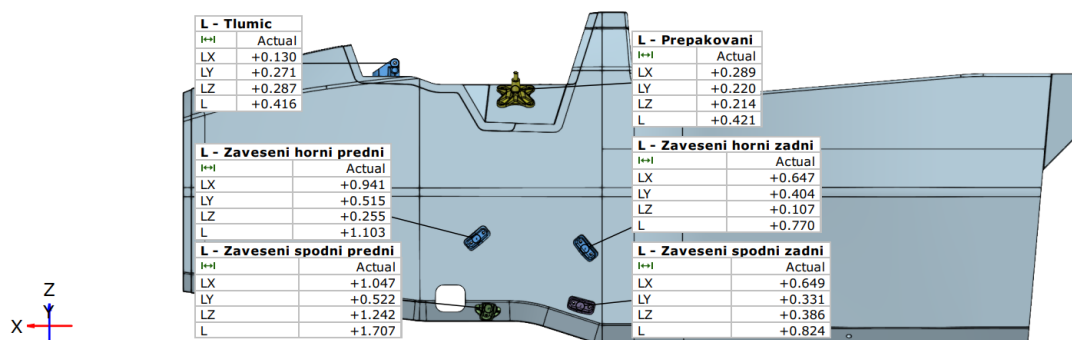 L - Tlumic
Actual
LX +0.130
LY +0.271
LZ +0.287
L +0.416
L - Prepakovani
Actual
LX +0.289
LY +0.220
LZ +0.214
L +0.421
L - Zaveseni horni predni
Actual
LX +0.941
LY +0.515
LZ +0.255
L +1.103
L - Zaveseni horni zadni
Actual
LX +0.647
LY +0.404
LZ +0.107
L +0.770
L - Zaveseni spodni predni
Actual
LX +1.047
LY +0.522
LZ +1.242
L +1.707
L - Zaveseni spodni zadni
Actual
LX +0.649
LY +0.331
LZ +0.386
L +0.824
Z
Y
X